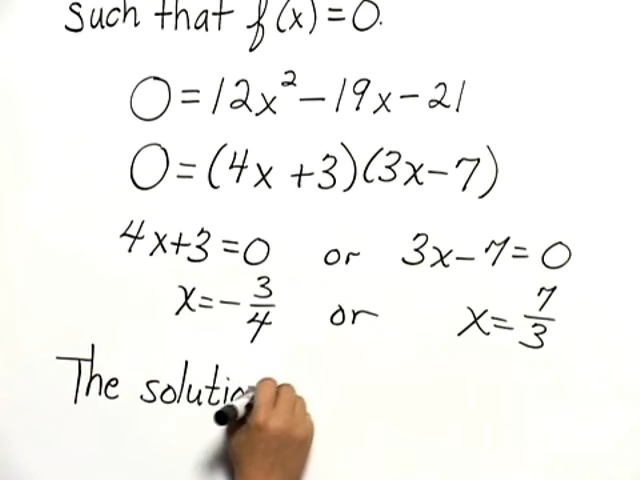 such that f(x)=0.
0=12x²-19x-21
0=(4x+3)(3x-7)
4x+3=0 or 3x-7=0
x=-3/4 or x=7/3
The solutio